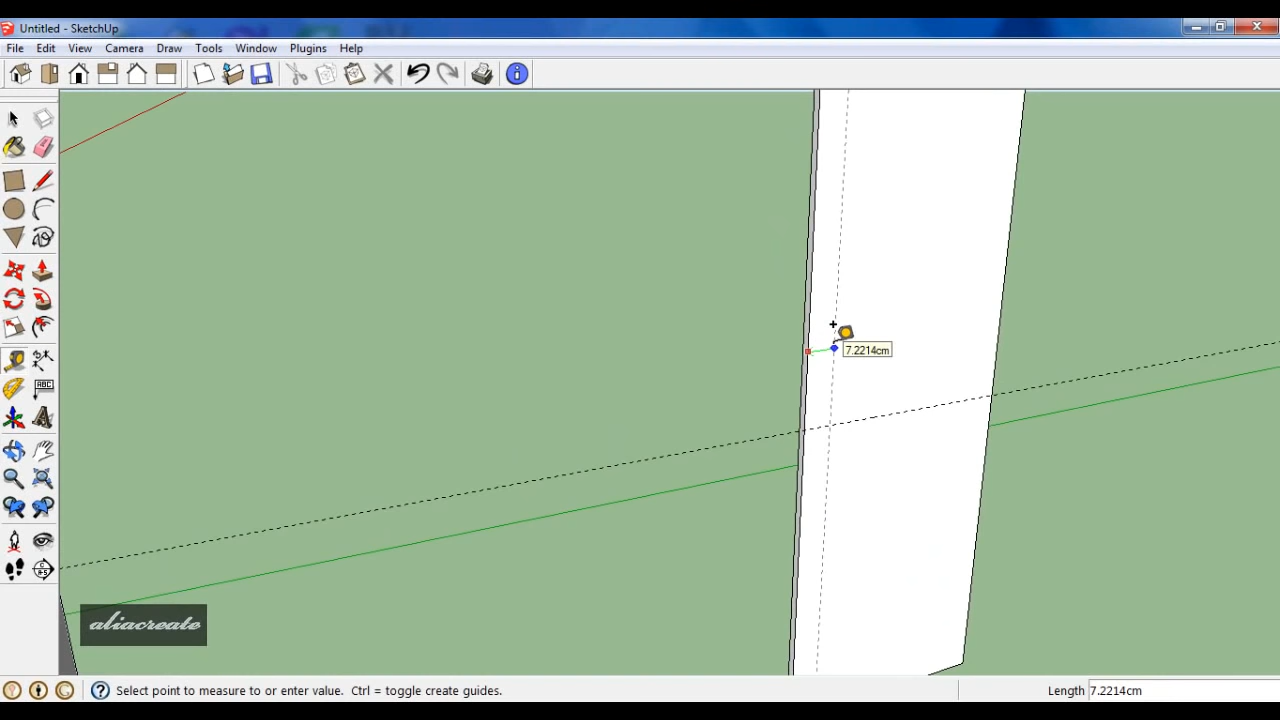 Untitled - SketchUp
File Edit View Camera Draw Tools Window Plugins Help
7.2214cm
ABC
aliacreate
Select point to measure to or enter value. Ctrl = toggle create guides.
Length 7.2214cm